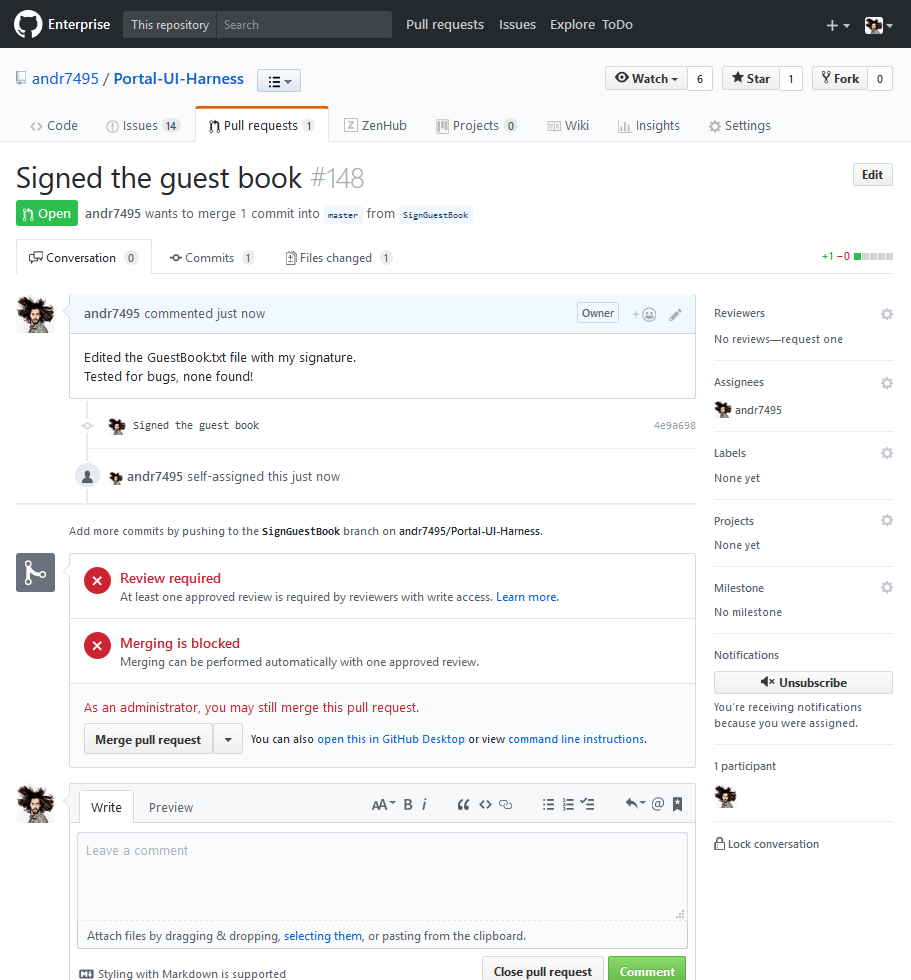 Enterprise This repository Search Pull requests Issues Explore ToDo
andr7495 / Portal-UI-Harness Watch 6 Star 1 Fork 0
Code Issues 14 Pull requests 1 ZenHub Projects 0 Wiki Insights Settings
Signed the guest book #148 Edit
Open andr7495 wants to merge 1 commit into master from SignGuestBook
Conversation 0 Commits 1 Files changed 1 +1 −0
andr7495 commented just now Owner
Edited the GuestBook.txt file with my signature.
Tested for bugs, none found!
Signed the guest book 4e9a698
andr7495 self-assigned this just now
Add more commits by pushing to the SignGuestBook branch on andr7495/Portal-UI-Harness.
Review required
At least one approved review is required by reviewers with write access. Learn more.
Merging is blocked
Merging can be performed automatically with one approved review.
As an administrator, you may still merge this pull request.
Merge pull request You can also open this in GitHub Desktop or view command line instructions.
Write Preview AA B i
Leave a comment
Attach files by dragging & dropping, selecting them, or pasting from the clipboard.
Styling with Markdown is supported Close pull request Comment
Reviewers
No reviews—request one
Assignees
andr7495
Labels
None yet
Projects
None yet
Milestone
No milestone
Notifications
Unsubscribe
You're receiving notifications
because you were assigned.
1 participant
Lock conversation